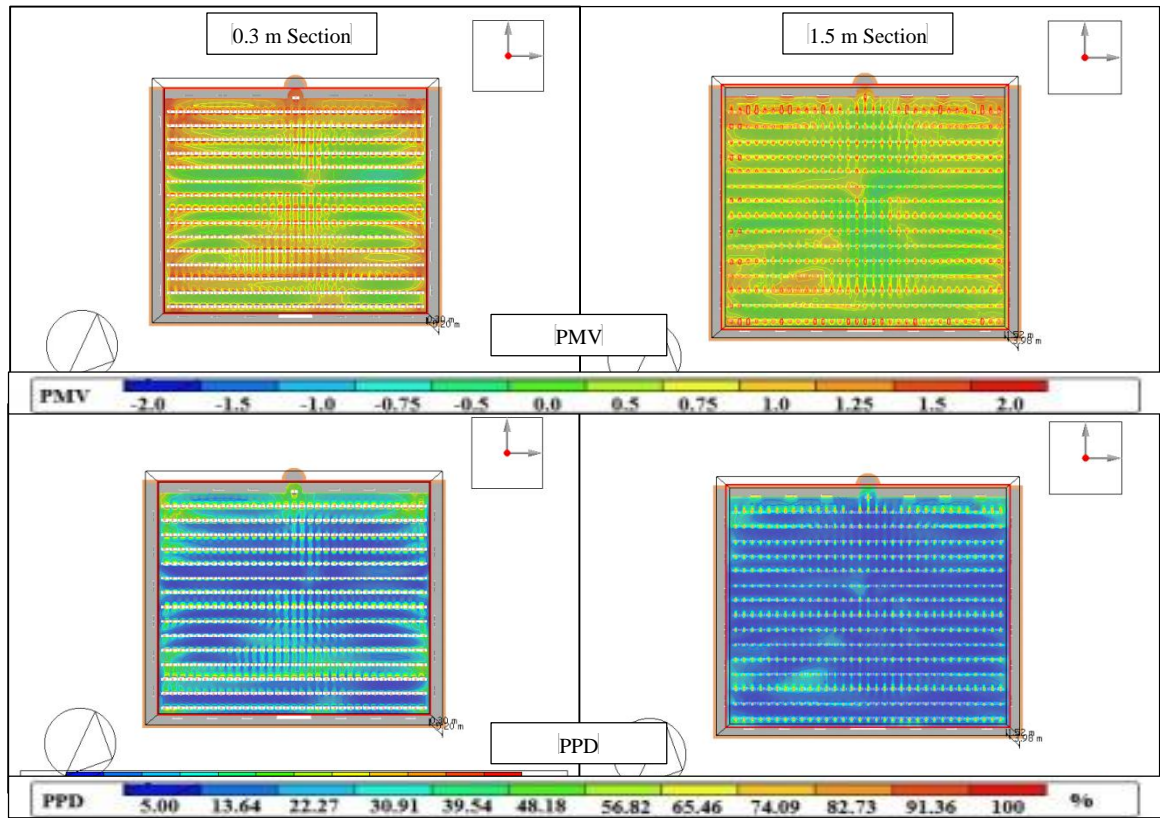 0.3 m Section
1.5 m Section
PMV
PMV -2.0 -1.5 -1.0 -0.75 -0.5 0.0 0.5 0.75 1.0 1.25 1.5 2.0
PPD
PPD 5.00 13.64 22.27 30.91 39.54 48.18 56.82 65.46 74.09 82.73 91.36 100 %